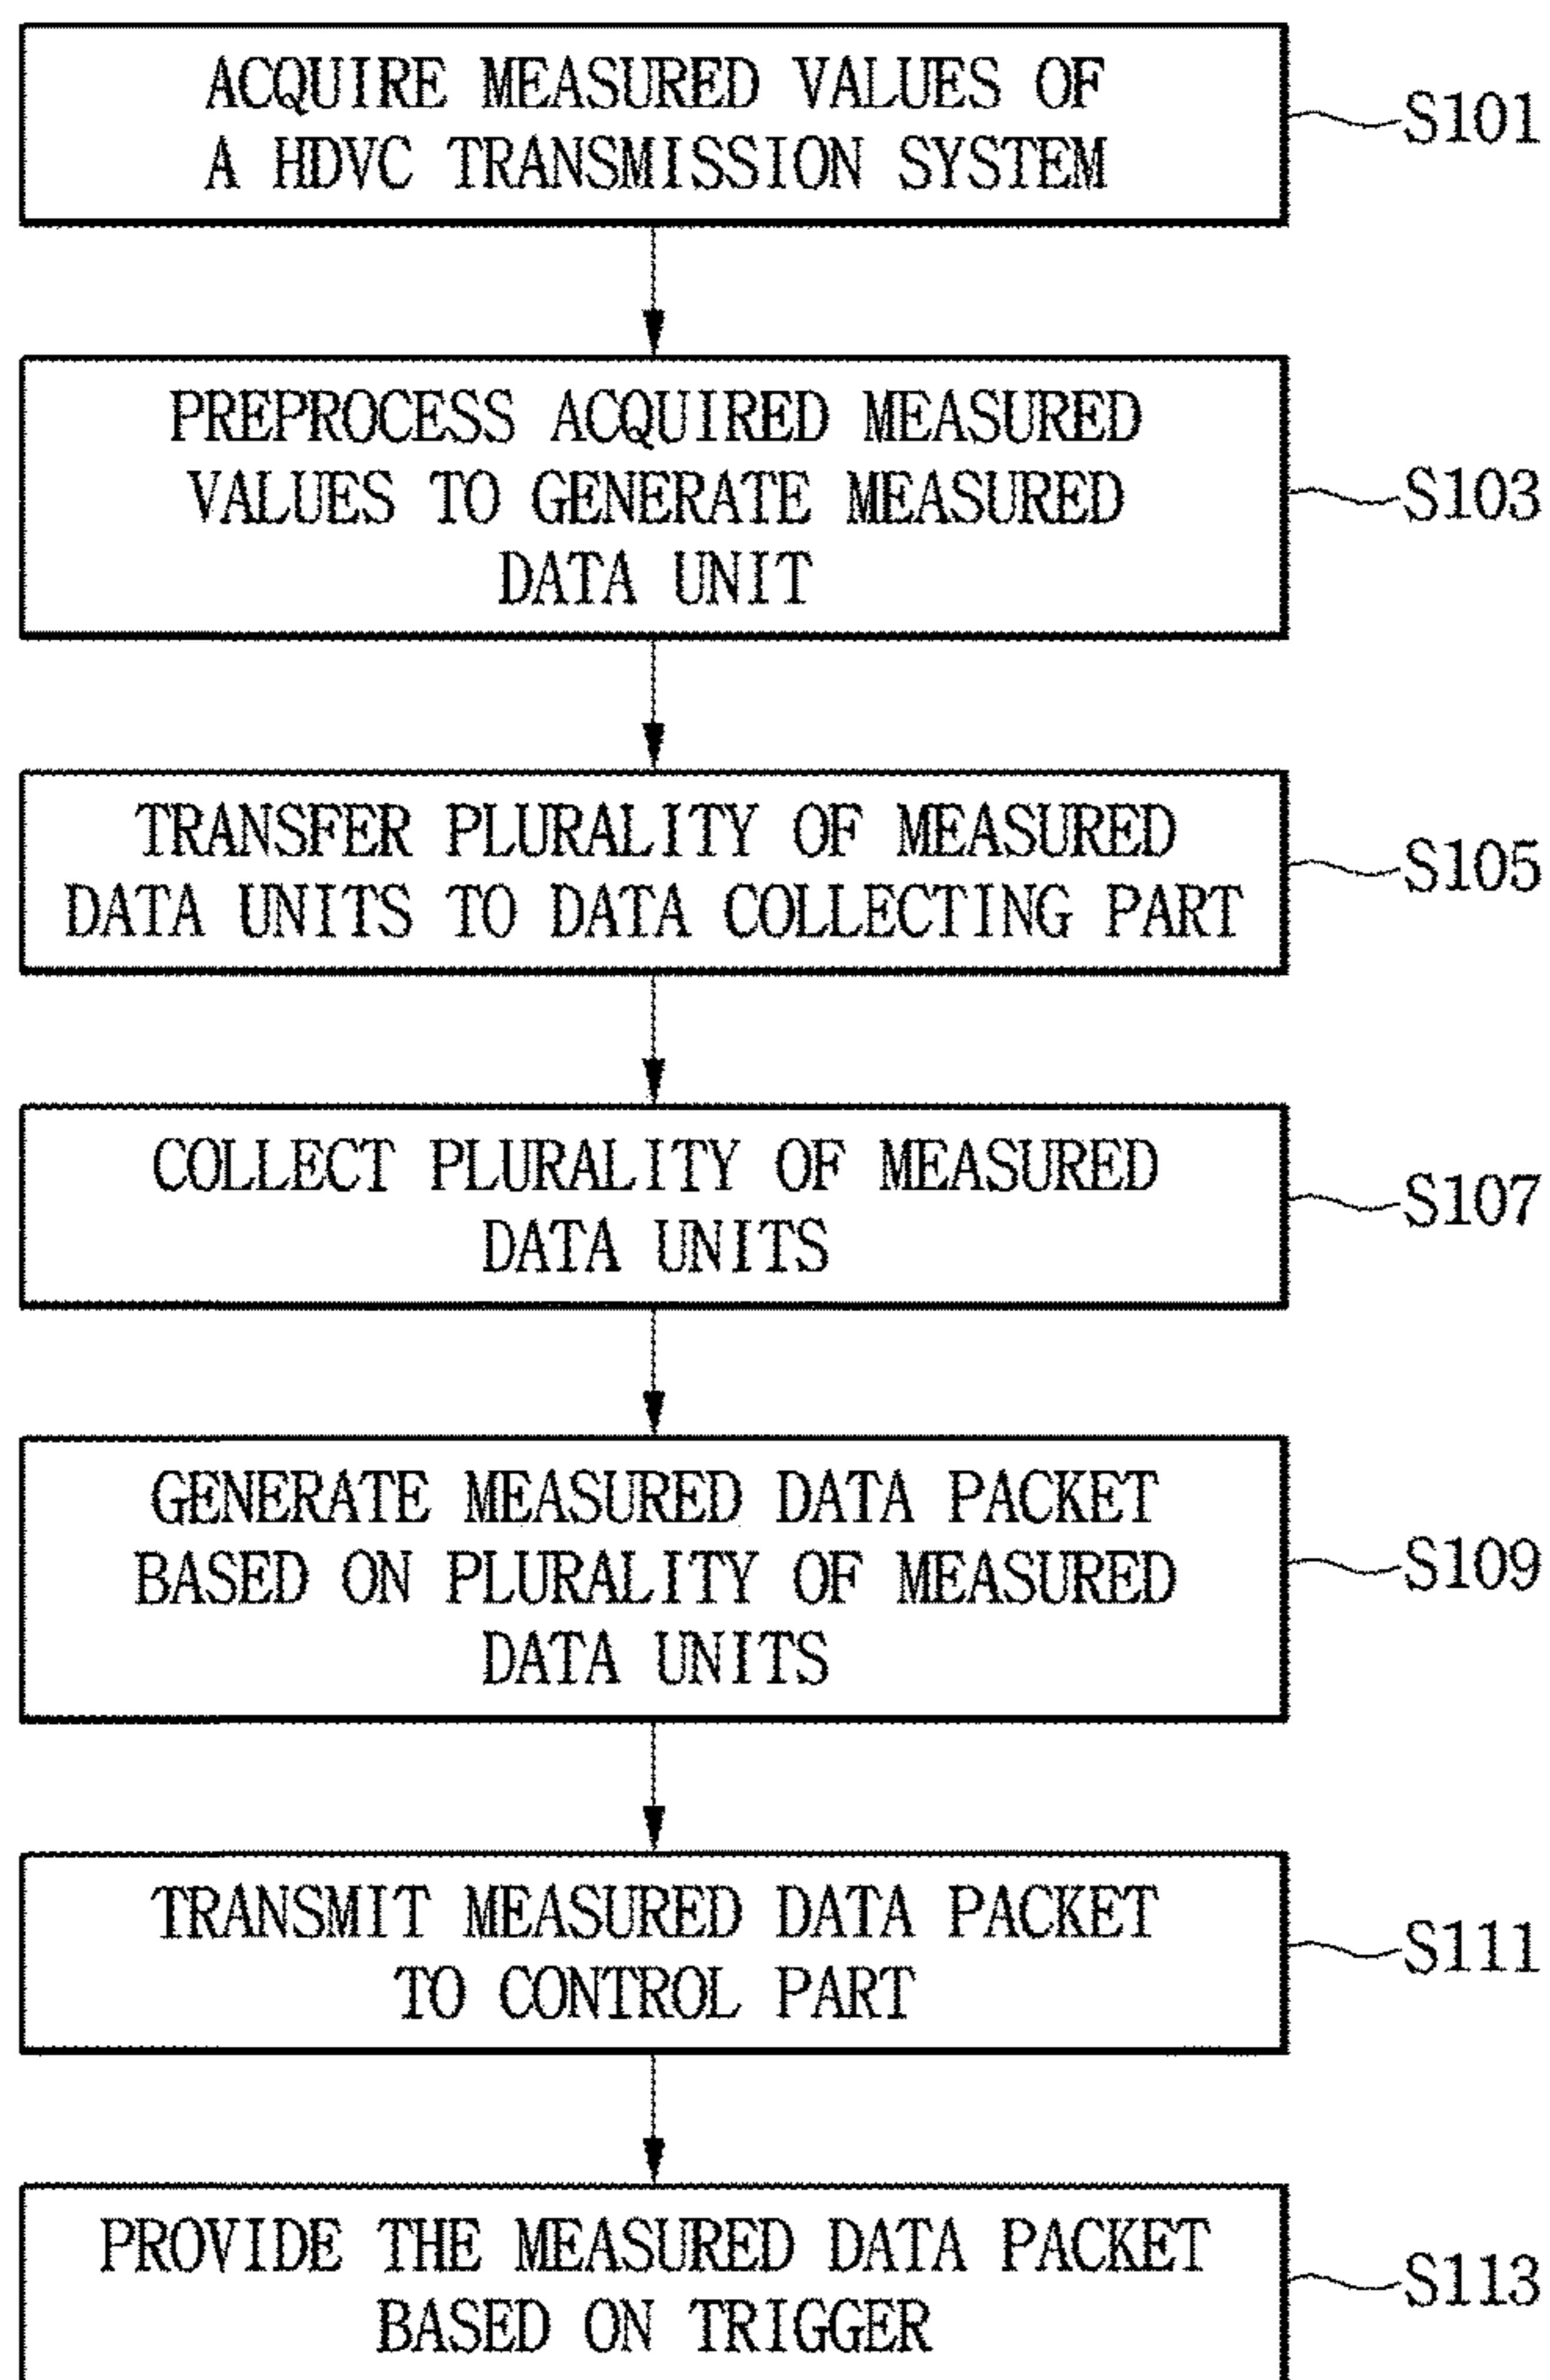 ACQUIRE MEASURED VALUES OF
A HDVC TRANSMISSION SYSTEM
S101
PREPROCESS ACQUIRED MEASURED
VALUES TO GENERATE MEASURED
DATA UNIT
S103
TRANSFER PLURALITY OF MEASURED
DATA UNITS TO DATA COLLECTING PART
S105
COLLECT PLURALITY OF MEASURED
DATA UNITS
S107
GENERATE MEASURED DATA PACKET
BASED ON PLURALITY OF MEASURED
DATA UNITS
S109
TRANSMIT MEASURED DATA PACKET
TO CONTROL PART
S111
PROVIDE THE MEASURED DATA PACKET
BASED ON TRIGGER
S113